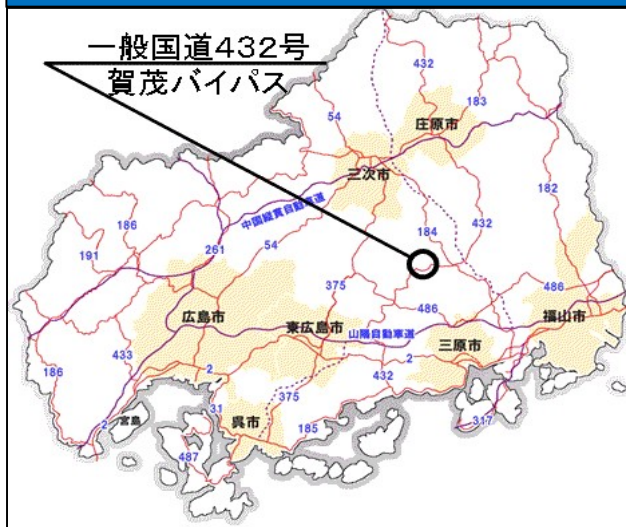 一般国道432号
賀茂バイパス
432
183
54
庄原市
三次市
182
中国縦貫自動車道
184
432
186
191
261
54
375
486
486
広島市
東広島市
山陽自動車道
三原市
福山市
433
186
2
2
432
375
31
185
317
2
宮島
呉市
487